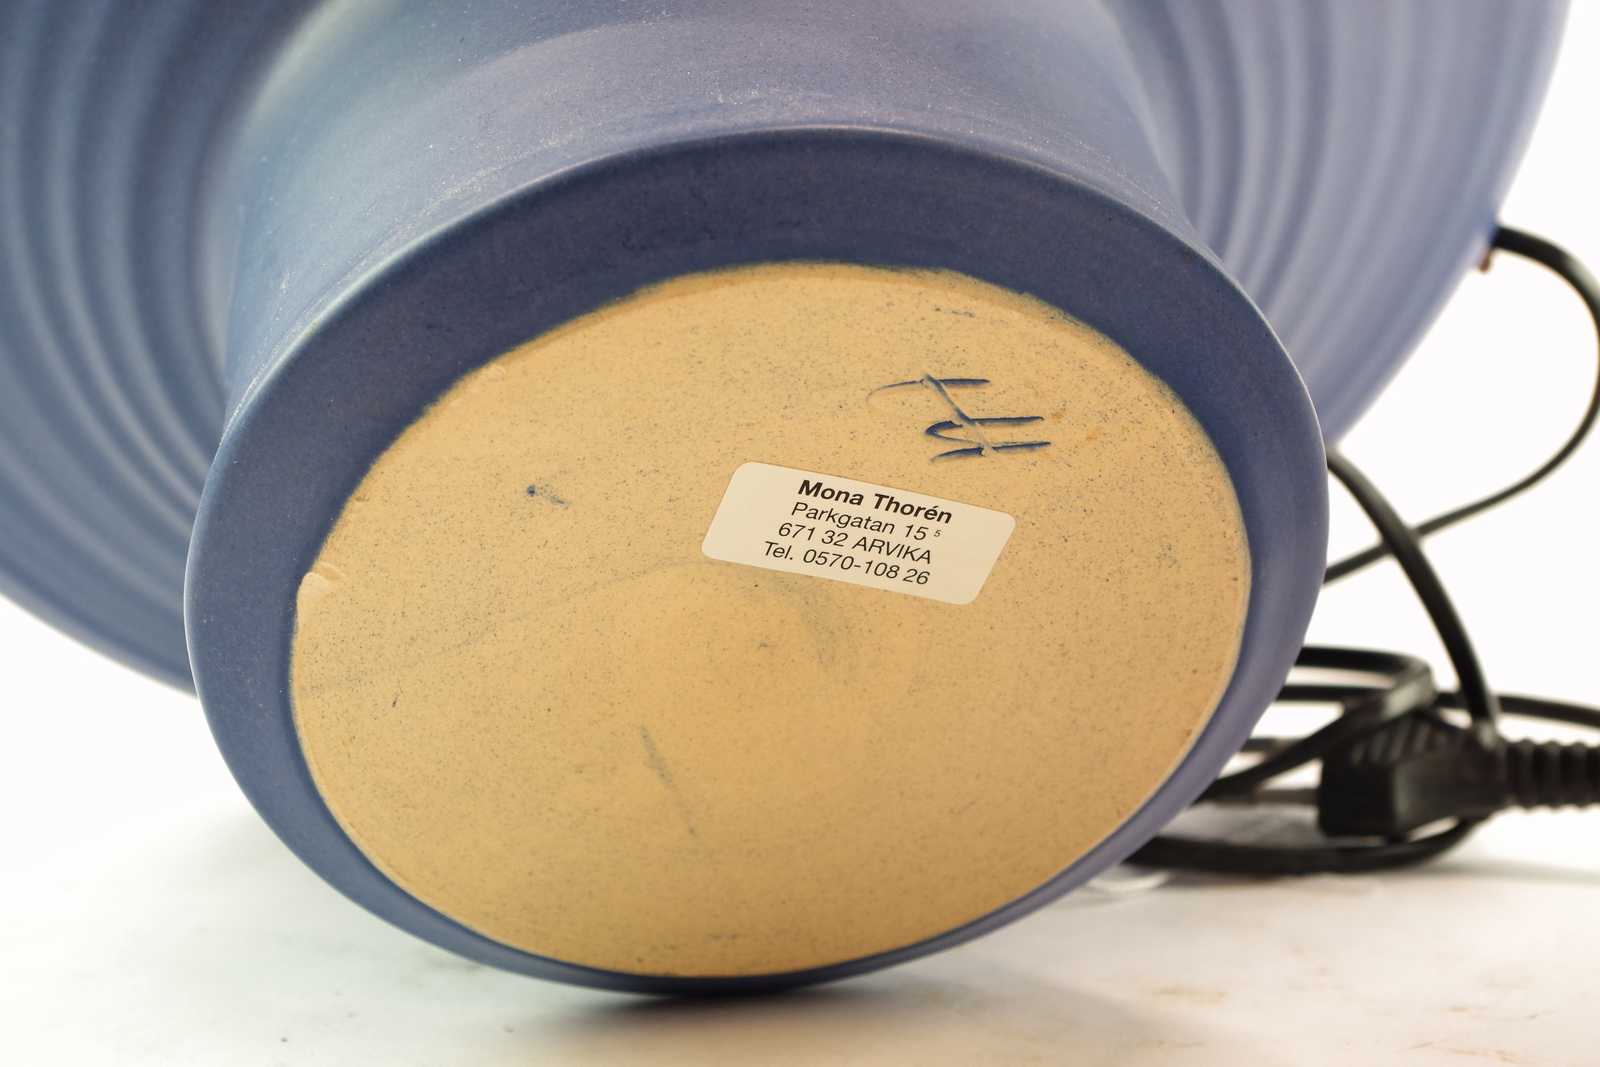 Mona Thorén
Parkgatan 15 5
671 32 ARVIKA
Tel. 0570-108 26